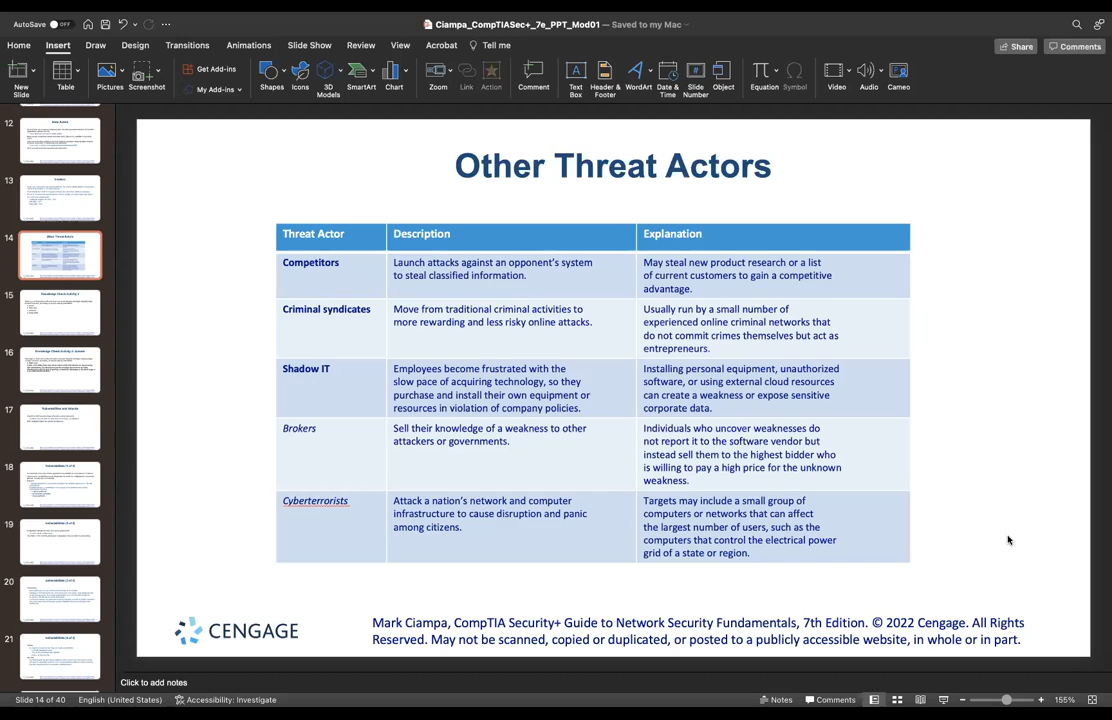 AutoSave OFF
Ciampa_CompTIASec+_7e_PPT_Mod01 — Saved to my Mac
Home Insert Draw Design Transitions Animations Slide Show Review View Acrobat Tell me
Share Comments
New Slide
Table
Pictures
Screenshot
Get Add-ins
My Add-ins
Shapes
Icons
3D Models
SmartArt
Chart
Zoom
Link
Action
Comment
Text Box
Header & Footer
WordArt
Date & Time
Slide Number
Object
Equation
Symbol
Video
Audio
Cameo
12
13
14
15
16
17
18
19
20
21
Other Threat Actors
Threat Actor Description Explanation
Competitors
Launch attacks against an opponent's system
to steal classified information.
May steal new product research or a list
of current customers to gain a competitive
advantage.
Criminal syndicates
Move from traditional criminal activities to
more rewarding and less risky online attacks.
Usually run by a small number of
experienced online criminal networks that
do not commit crimes themselves but act as
entrepreneurs.
Shadow IT
Employees become frustrated with the
slow pace of acquiring technology, so they
purchase and install their own equipment or
resources in violation of company policies.
Installing personal equipment, unauthorized
software, or using external cloud resources
can create a weakness or expose sensitive
corporate data.
Brokers
Sell their knowledge of a weakness to other
attackers or governments.
Individuals who uncover weaknesses do
not report it to the software vendor but
instead sell them to the highest bidder who
is willing to pay a high price for the unknown
weakness.
Cyberterrorists
Attack a nation's network and computer
infrastructure to cause disruption and panic
among citizens.
Targets may include a small group of
computers or networks that can affect
the largest number of users, such as the
computers that control the electrical power
grid of a state or region.
CENGAGE
Mark Ciampa, CompTIA Security+ Guide to Network Security Fundamentals, 7th Edition. © 2022 Cengage. All Rights
Reserved. May not be scanned, copied or duplicated, or posted to a publicly accessible website, in whole or in part.
Click to add notes
Slide 14 of 40 English (United States) Accessibility: Investigate
Notes Comments 155%